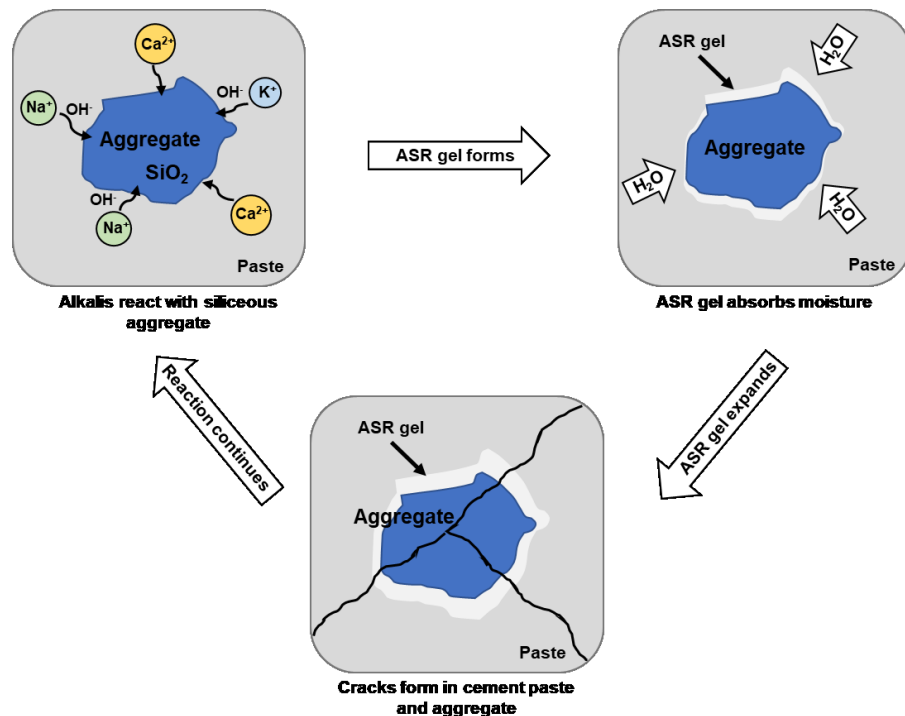 Ca²⁺
Na⁺
OH⁻
OH⁻
K⁺
Aggregate
SiO₂
OH⁻
Na⁺
Ca²⁺
Paste
Alkalis react with siliceous
aggregate
ASR gel forms
ASR gel
H₂O
Aggregate
H₂O
H₂O
Paste
ASR gel absorbs moisture
ASR gel expands
ASR gel
Aggregate
Paste
Cracks form in cement paste
and aggregate
Reaction continues